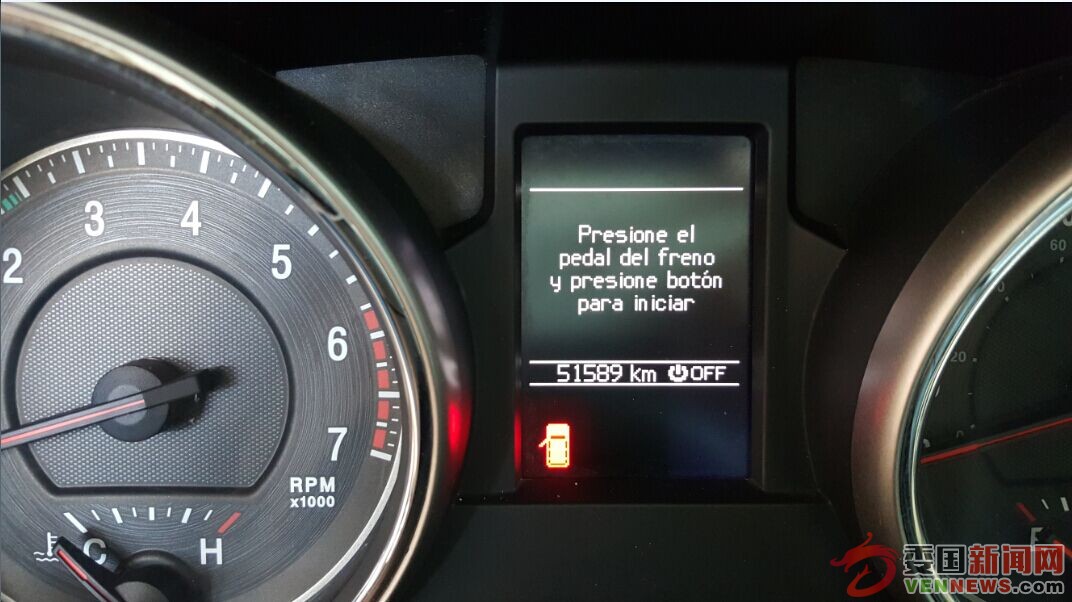 2
3
4
5
6
7
RPM
x1000
C
H
Presione el
pedal del freno
y presione botón
para iniciar
51589 km OFF
60
20
0
委国新闻网
VENNEWS.com